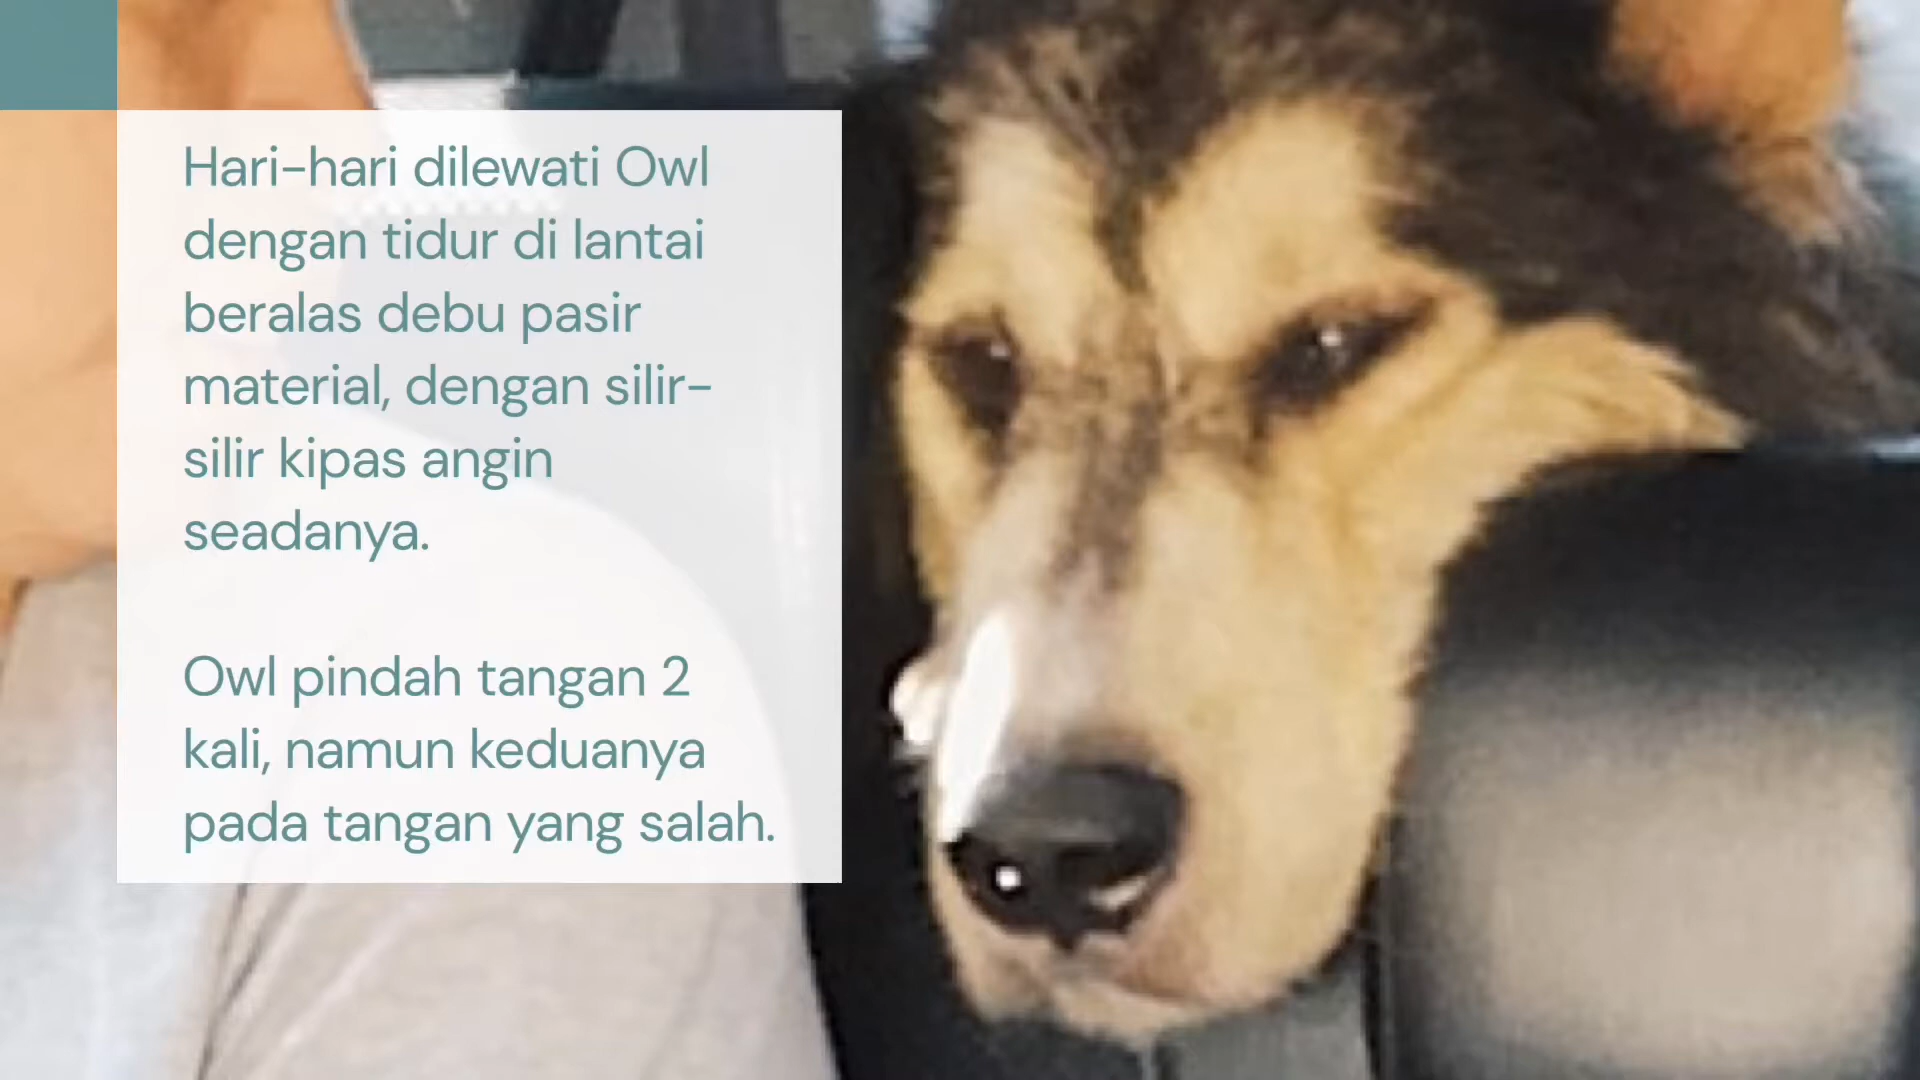 Hari-hari dilewati Owl
dengan tidur di lantai
beralas debu pasir
material, dengan silir-
silir kipas angin
seadanya.
Owl pindah tangan 2
kali, namun keduanya
pada tangan yang salah.